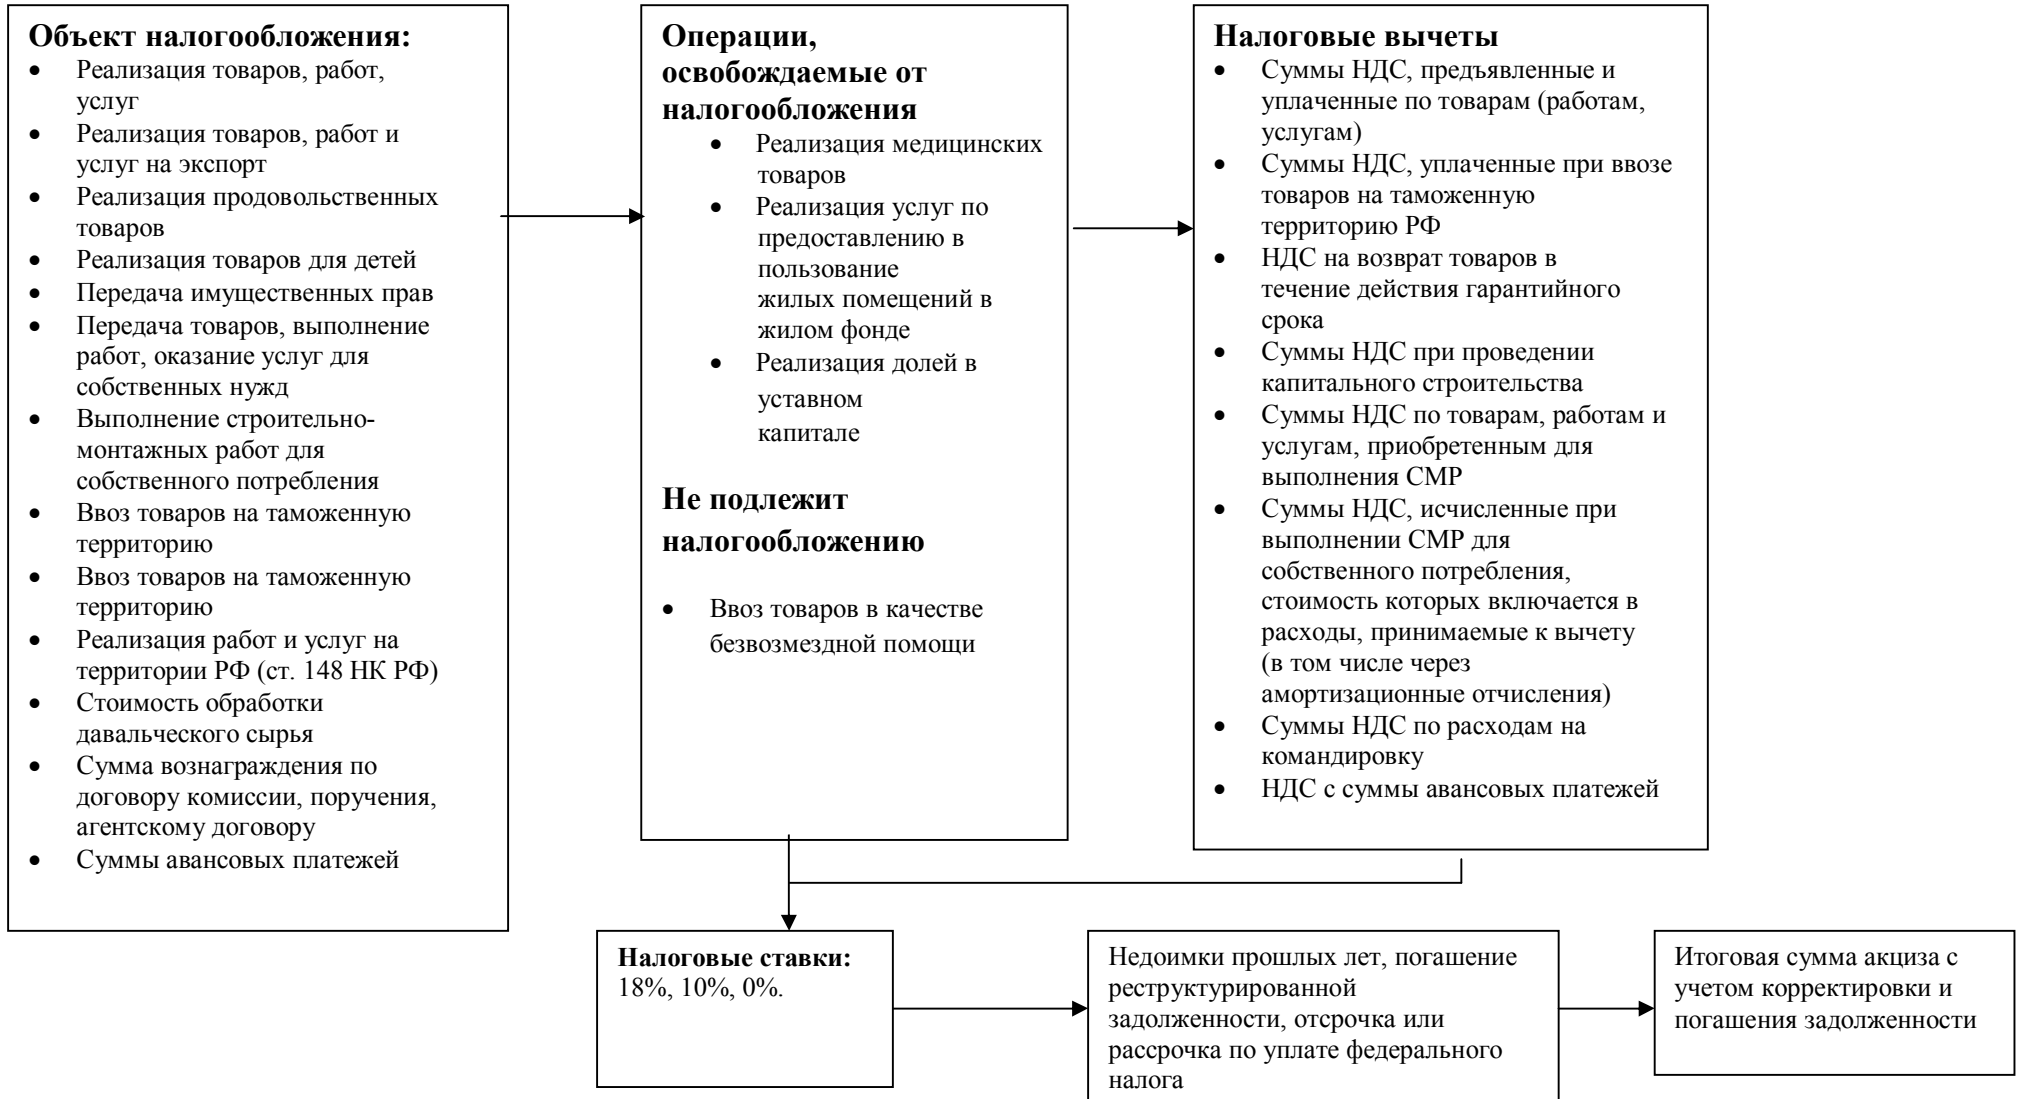 Объект налогообложения:
• Реализация товаров, работ,
услуг
• Реализация товаров, работ и
услуг на экспорт
• Реализация продовольственных
товаров
• Реализация товаров для детей
• Передача имущественных прав
• Передача товаров, выполнение
работ, оказание услуг для
собственных нужд
• Выполнение строительно-
монтажных работ для
собственного потребления
• Ввоз товаров на таможенную
территорию
• Ввоз товаров на таможенную
территорию
• Реализация работ и услуг на
территории РФ (ст. 148 НК РФ)
• Стоимость обработки
давальческого сырья
• Сумма вознаграждения по
договору комиссии, поручения,
агентскому договору
• Суммы авансовых платежей
Операции,
освобождаемые от
налогообложения
• Реализация медицинских
товаров
• Реализация услуг по
предоставлению в
пользование
жилых помещений в
жилом фонде
• Реализация долей в
уставном
капитале
Не подлежит
налогообложению
• Ввоз товаров в качестве
безвозмездной помощи
Налоговые вычеты
• Суммы НДС, предъявленные и
уплаченные по товарам (работам,
услугам)
• Суммы НДС, уплаченные при ввозе
товаров на таможенную
территорию РФ
• НДС на возврат товаров в
течение действия гарантийного
срока
• Суммы НДС при проведении
капитального строительства
• Суммы НДС по товарам, работам и
услугам, приобретенным для
выполнения СМР
• Суммы НДС, исчисленные при
выполнении СМР для
собственного потребления,
стоимость которых включается в
расходы, принимаемые к вычету
(в том числе через
амортизационные отчисления)
• Суммы НДС по расходам на
командировку
• НДС с суммы авансовых платежей
Налоговые ставки:
18%, 10%, 0%.
Недоимки прошлых лет, погашение
реструктурированной
задолженности, отсрочка или
рассрочка по уплате федерального
налога
Итоговая сумма акциза с
учетом корректировки и
погашения задолженности